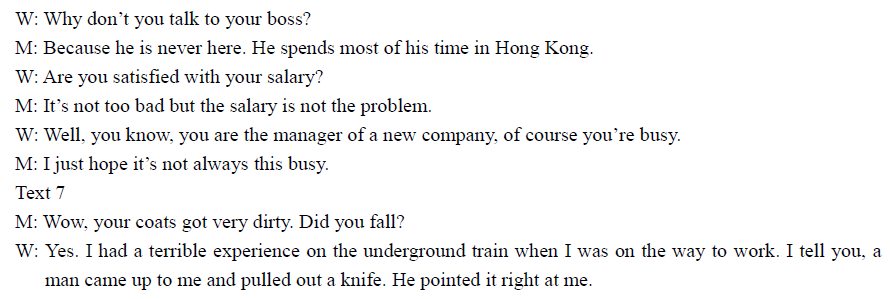 W: Why don't you talk to your boss?
M: Because he is never here. He spends most of his time in Hong Kong.
W: Are you satisfied with your salary?
M: It's not too bad but the salary is not the problem.
W: Well, you know, you are the manager of a new company, of course you're busy.
M: I just hope it's not always this busy.
Text 7
M: Wow, your coats got very dirty. Did you fall?
W: Yes. I had a terrible experience on the underground train when I was on the way to work. I tell you, a
man came up to me and pulled out a knife. He pointed it right at me.